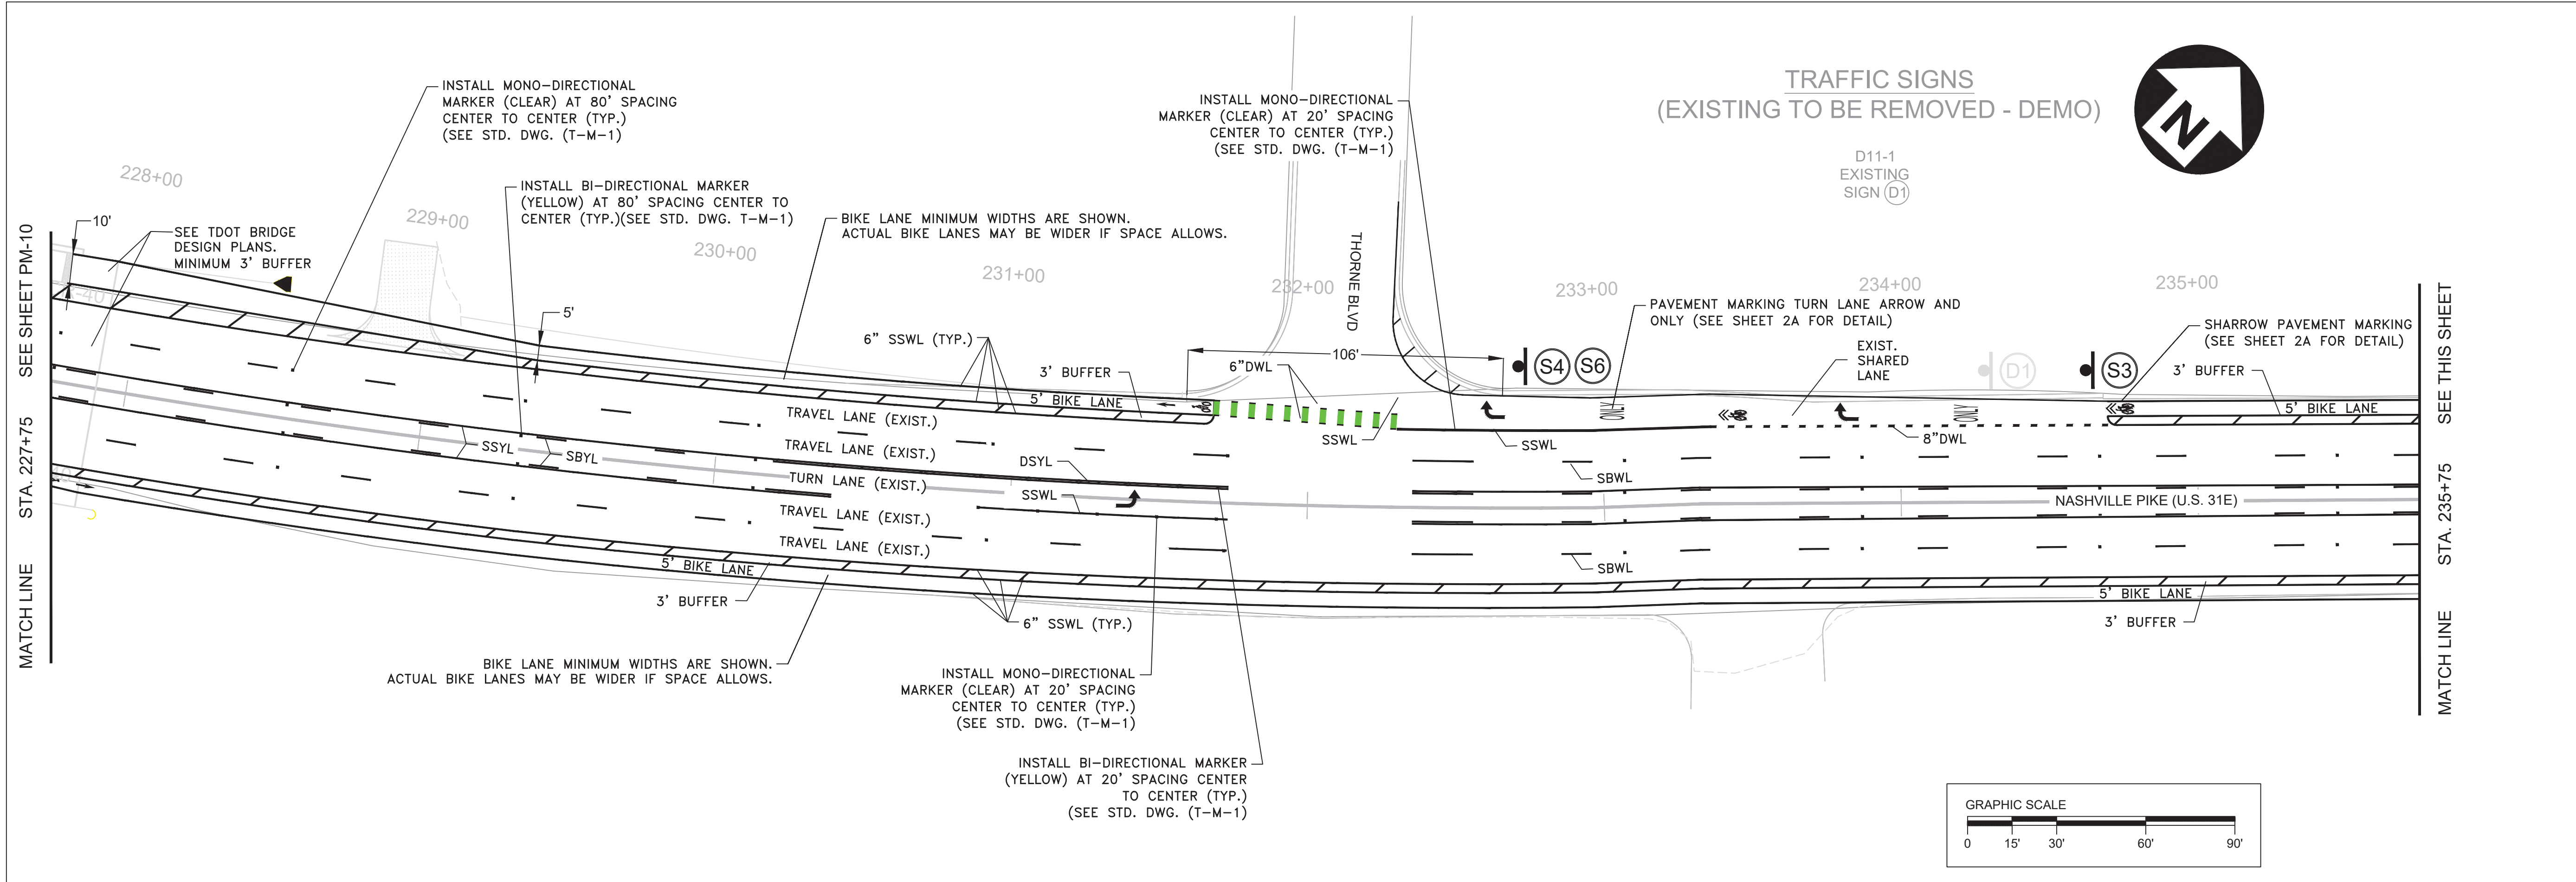 INSTALL MONO-DIRECTIONAL
MARKER (CLEAR) AT 80' SPACING
CENTER TO CENTER (TYP.)
(SEE STD. DWG. (T-M-1)
INSTALL MONO-DIRECTIONAL
MARKER (CLEAR) AT 20' SPACING
CENTER TO CENTER (TYP.)
(SEE STD. DWG. (T-M-1)
TRAFFIC SIGNS
(EXISTING TO BE REMOVED - DEMO)
N
D11-1
EXISTING
SIGN D1
228+00
229+00
230+00
231+00
232+00
233+00
234+00
235+00
INSTALL BI-DIRECTIONAL MARKER
(YELLOW) AT 80' SPACING CENTER TO
CENTER (TYP.)(SEE STD. DWG. T-M-1)
BIKE LANE MINIMUM WIDTHS ARE SHOWN.
ACTUAL BIKE LANES MAY BE WIDER IF SPACE ALLOWS.
10'
SEE TDOT BRIDGE
DESIGN PLANS.
MINIMUM 3' BUFFER
MATCH LINE STA. 227+75 SEE SHEET PM-10
5'
THORNE BLVD
6" SSWL (TYP.)
3' BUFFER
106'
6"DWL
S4 S6
PAVEMENT MARKING TURN LANE ARROW AND
ONLY (SEE SHEET 2A FOR DETAIL)
EXIST.
SHARED
LANE
D1
S3
SHARROW PAVEMENT MARKING
(SEE SHEET 2A FOR DETAIL)
3' BUFFER
5' BIKE LANE
5' BIKE LANE
TRAVEL LANE (EXIST.)
TRAVEL LANE (EXIST.)
TURN LANE (EXIST.)
TRAVEL LANE (EXIST.)
TRAVEL LANE (EXIST.)
SSYL
SBYL
DSYL
SSWL
SSWL
SSWL
8"DWL
SBWL
SBWL
NASHVILLE PIKE (U.S. 31E)
5' BIKE LANE
3' BUFFER
6" SSWL (TYP.)
5' BIKE LANE
3' BUFFER
MATCH LINE STA. 235+75 SEE THIS SHEET
BIKE LANE MINIMUM WIDTHS ARE SHOWN.
ACTUAL BIKE LANES MAY BE WIDER IF SPACE ALLOWS.
INSTALL MONO-DIRECTIONAL
MARKER (CLEAR) AT 20' SPACING
CENTER TO CENTER (TYP.)
(SEE STD. DWG. (T-M-1)
INSTALL BI-DIRECTIONAL MARKER
(YELLOW) AT 20' SPACING CENTER
TO CENTER (TYP.)
(SEE STD. DWG. (T-M-1)
GRAPHIC SCALE
0 15' 30' 60' 90'